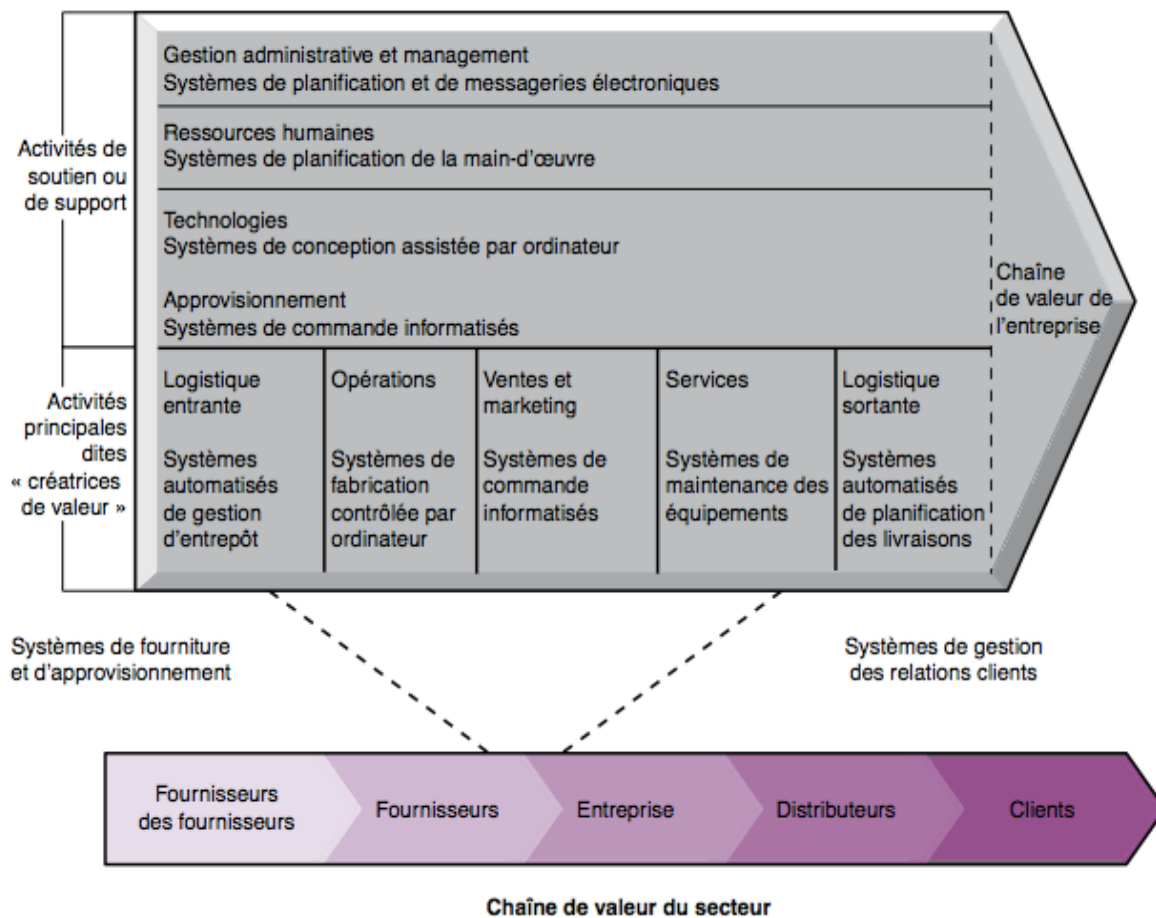 Gestion administrative et management
Systèmes de planification et de messageries électroniques
Ressources humaines
Systèmes de planification de la main-d'œuvre
Activités de
soutien ou
de support
Technologies
Systèmes de conception assistée par ordinateur
Approvisionnement
Systèmes de commande informatisés
Chaîne
de valeur de
l'entreprise
Activités
principales
dites
« créatrices
de valeur »
Logistique
entrante
Systèmes
automatisés
de gestion
d'entrepôt
Opérations
Systèmes de
fabrication
contrôlée par
ordinateur
Ventes et
marketing
Systèmes de
commande
informatisés
Services
Systèmes de
maintenance des
équipements
Logistique
sortante
Systèmes
automatisés
de planification
des livraisons
Systèmes de fourniture
et d'approvisionnement
Systèmes de gestion
des relations clients
Fournisseurs
des fournisseurs
Fournisseurs
Entreprise
Distributeurs
Clients
Chaîne de valeur du secteur